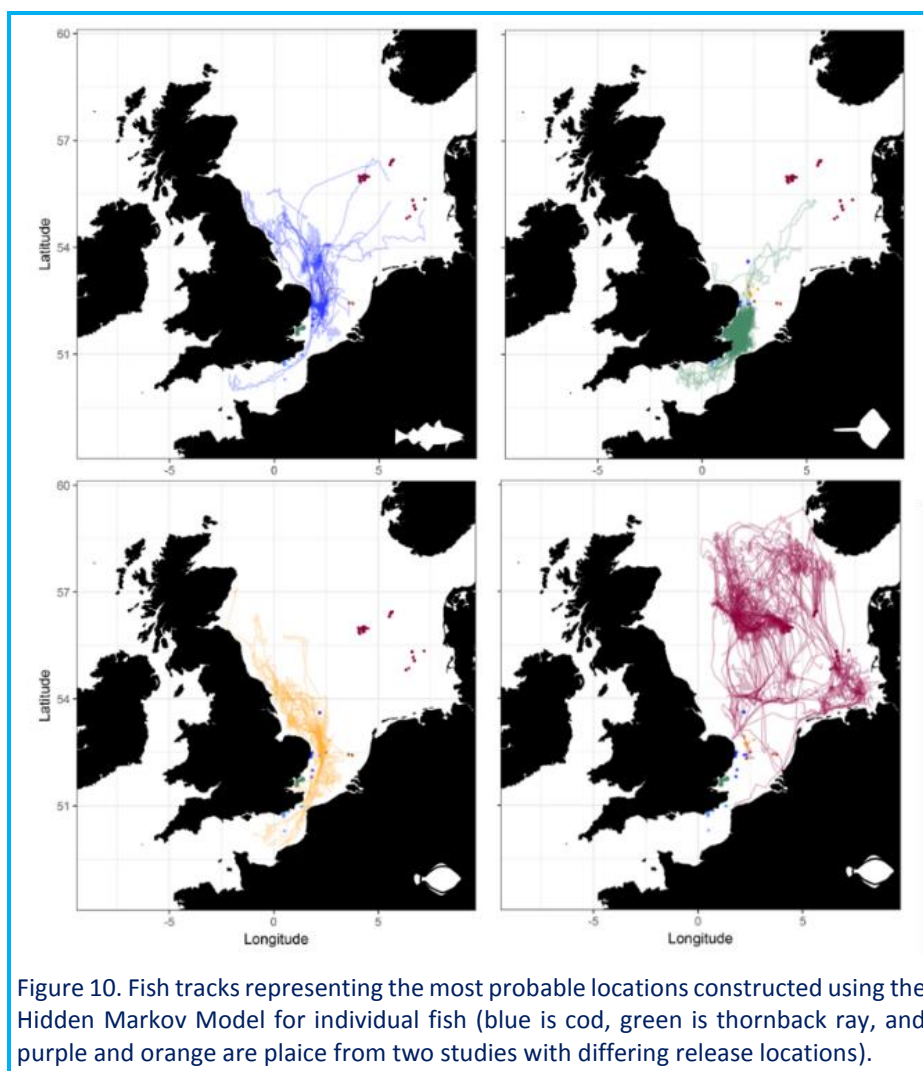 60
57
54
51
Latitude
-5
0
5
-5
0
5
60
57
54
51
Latitude
-5
0
5
Longitude
-5
0
5
Longitude
Figure 10. Fish tracks representing the most probable locations constructed using the
Hidden Markov Model for individual fish (blue is cod, green is thornback ray, and
purple and orange are plaice from two studies with differing release locations).